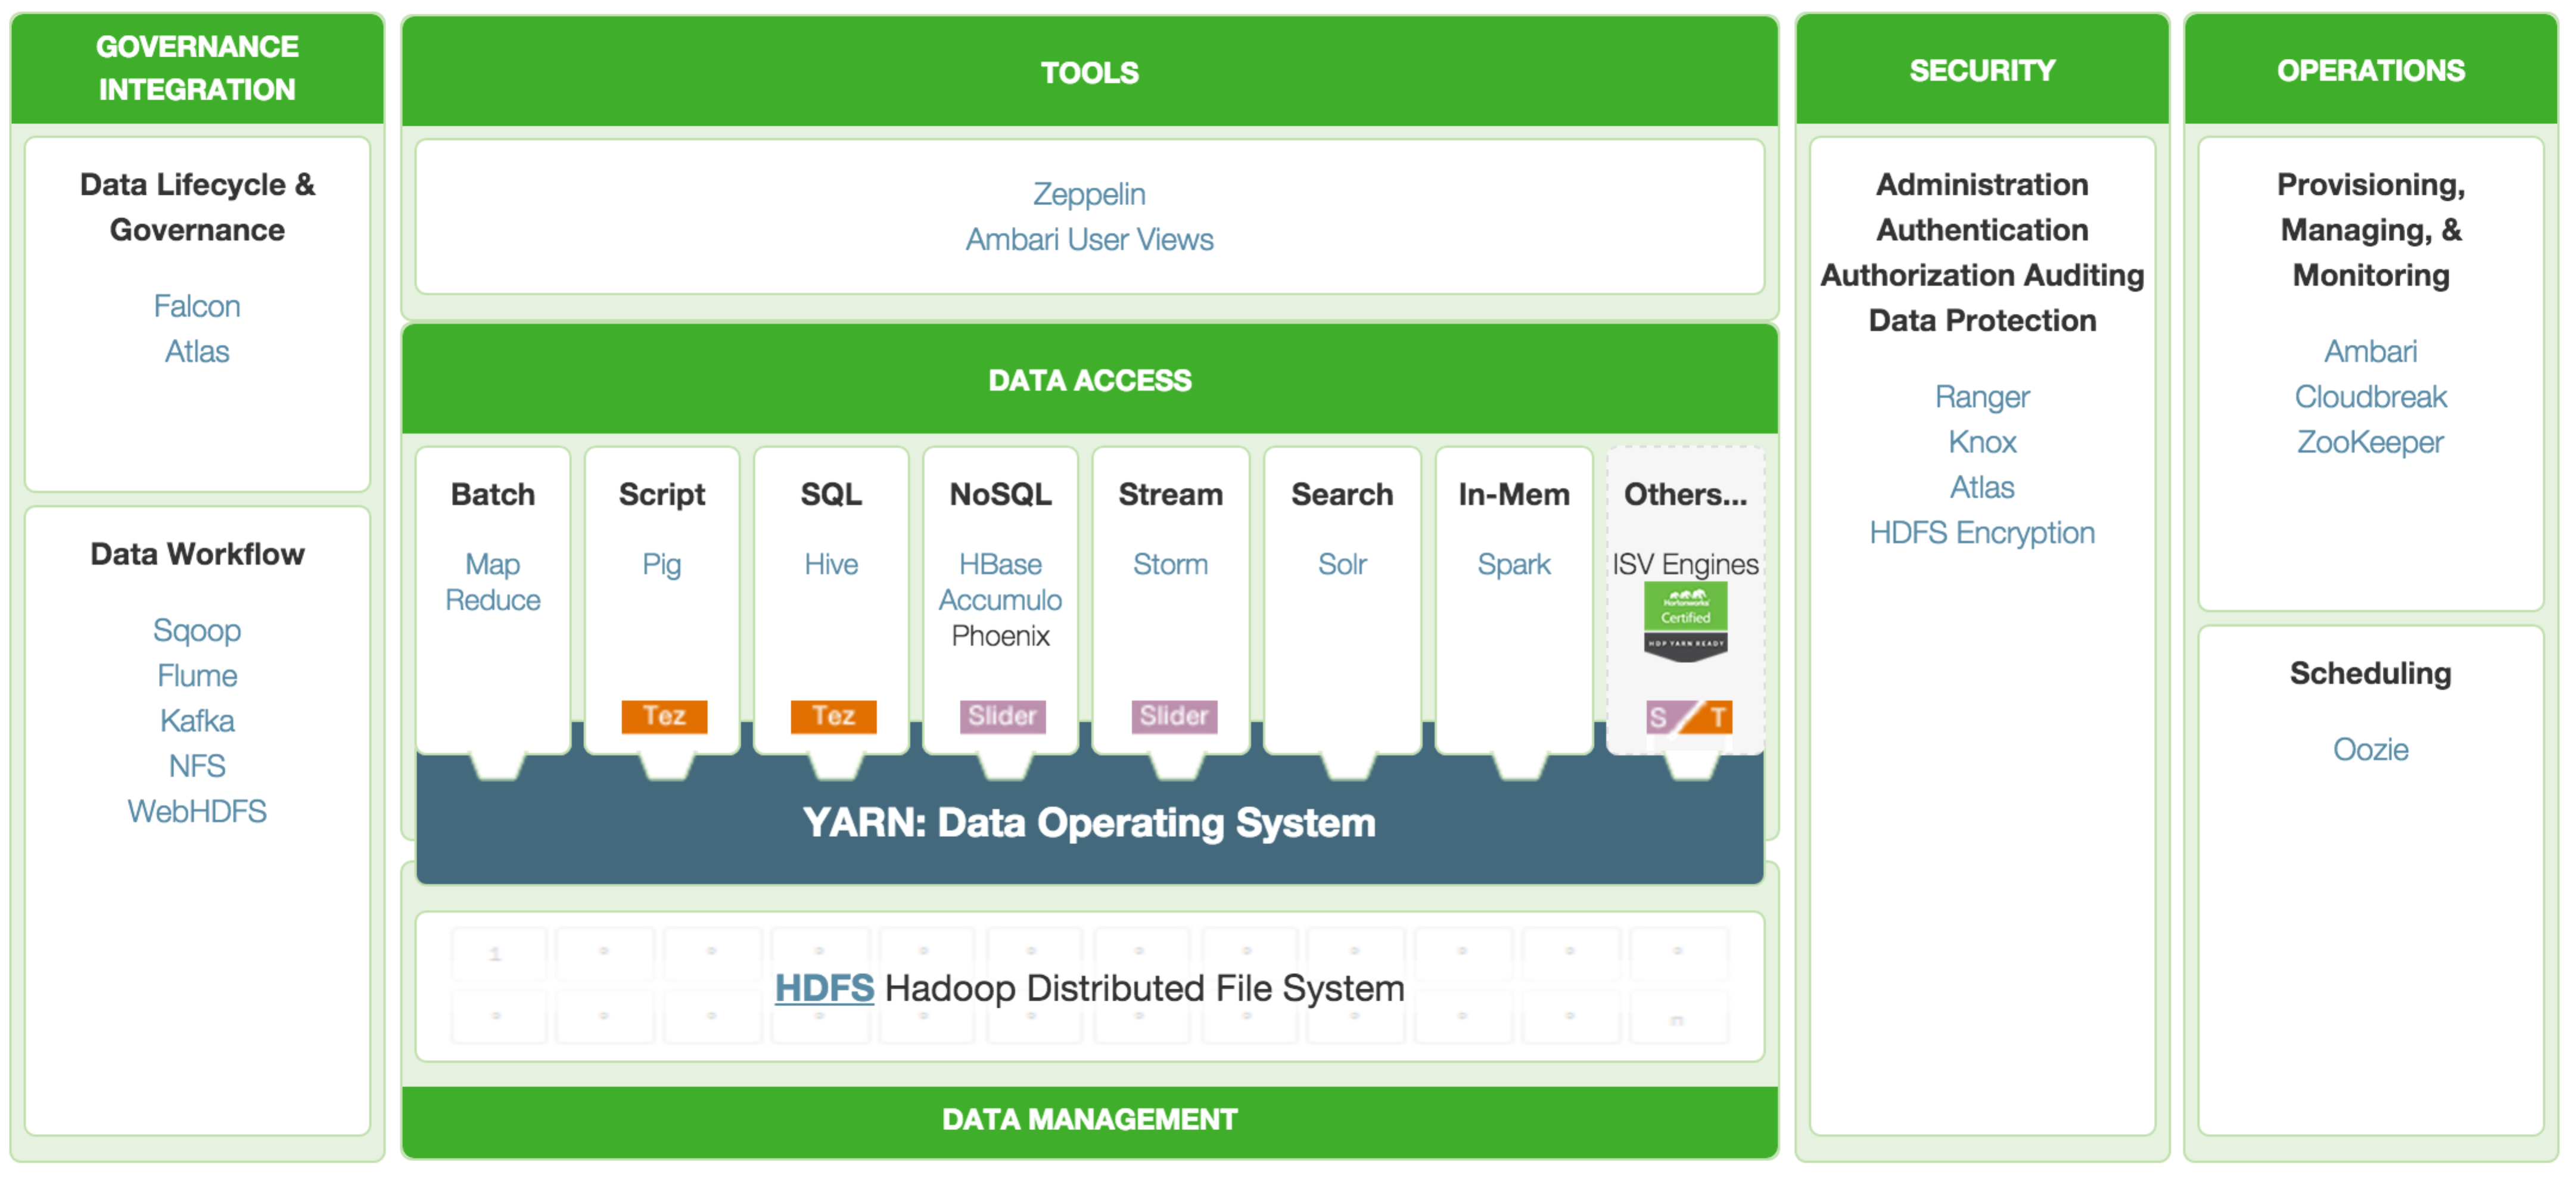 GOVERNANCE
INTEGRATION
Data Lifecycle &
Governance
Falcon
Atlas
Data Workflow
Sqoop
Flume
Kafka
NFS
WebHDFS
TOOLS
Zeppelin
Ambari User Views
DATA ACCESS
Batch
Map
Reduce
Script
Pig
Tez
SQL
Hive
Tez
NoSQL
HBase
Accumulo
Phoenix
Slider
Stream
Storm
Slider
Search
Solr
In-Mem
Spark
Others...
ISV Engines
Hortonworks
Certified
HDP YARN READY
S / T
YARN: Data Operating System
1
HDFS Hadoop Distributed File System
n
DATA MANAGEMENT
SECURITY
Administration
Authentication
Authorization Auditing
Data Protection
Ranger
Knox
Atlas
HDFS Encryption
OPERATIONS
Provisioning,
Managing, &
Monitoring
Ambari
Cloudbreak
ZooKeeper
Scheduling
Oozie